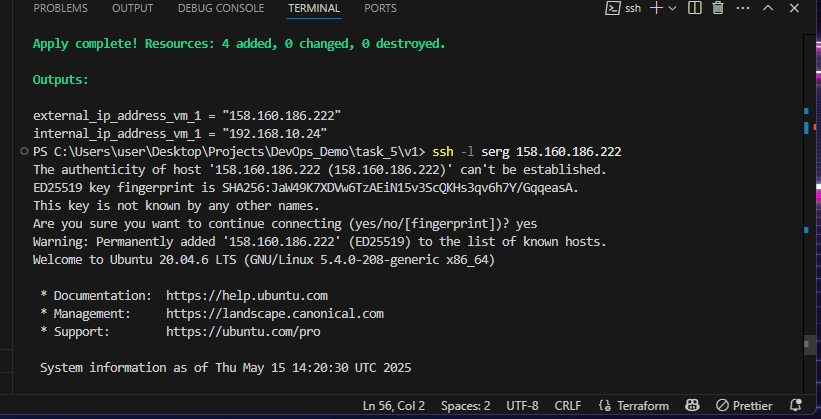 PROBLEMS OUTPUT DEBUG CONSOLE TERMINAL PORTS ssh
Apply complete! Resources: 4 added, 0 changed, 0 destroyed.
Outputs:
external_ip_address_vm_1 = "158.160.186.222"
internal_ip_address_vm_1 = "192.168.10.24"
PS C:\Users\user\Desktop\Projects\DevOps_Demo\task_5\v1> ssh -l serg 158.160.186.222
The authenticity of host '158.160.186.222 (158.160.186.222)' can't be established.
ED25519 key fingerprint is SHA256:JaW49K7XDVw6TzAEiN15v3ScQKHs3qv6h7Y/GqqeasA.
This key is not known by any other names.
Are you sure you want to continue connecting (yes/no/[fingerprint])? yes
Warning: Permanently added '158.160.186.222' (ED25519) to the list of known hosts.
Welcome to Ubuntu 20.04.6 LTS (GNU/Linux 5.4.0-208-generic x86_64)
* Documentation: https://help.ubuntu.com
* Management: https://landscape.canonical.com
* Support: https://ubuntu.com/pro
System information as of Thu May 15 14:20:30 UTC 2025
Ln 56, Col 2 Spaces: 2 UTF-8 CRLF Terraform Prettier